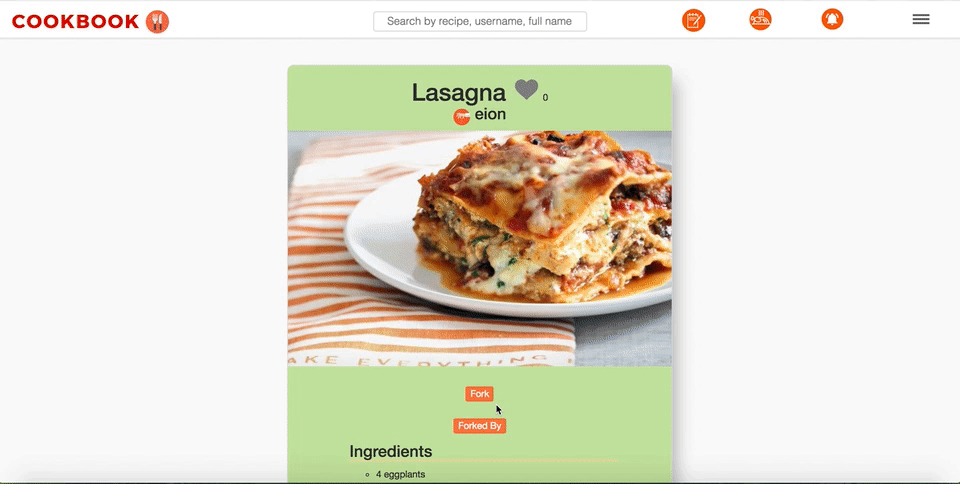 COOKBOOK
Search by recipe, username, full name
Lasagna 0
eion
AKE EVERYTHING
Fork
Forked By
Ingredients
4 eggplants